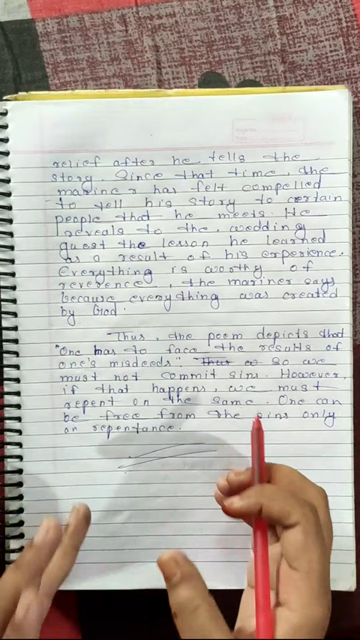 relief after he tells the
story. Since that time, the
mariner has felt compelled
to tell his story to certain
people that he meets. He
reveals to the wedding
guest the lesson he learned
as a result of his experience.
Everything is worthy of
reverence, the mariner says
because everything was created
by God.
Thus, the poem depicts that
"One has to face the results of
one's misdeeds." so we
must not commit sins. However,
if that happens, we must
repent on the same. One can
be free from the sins only
on repentance.